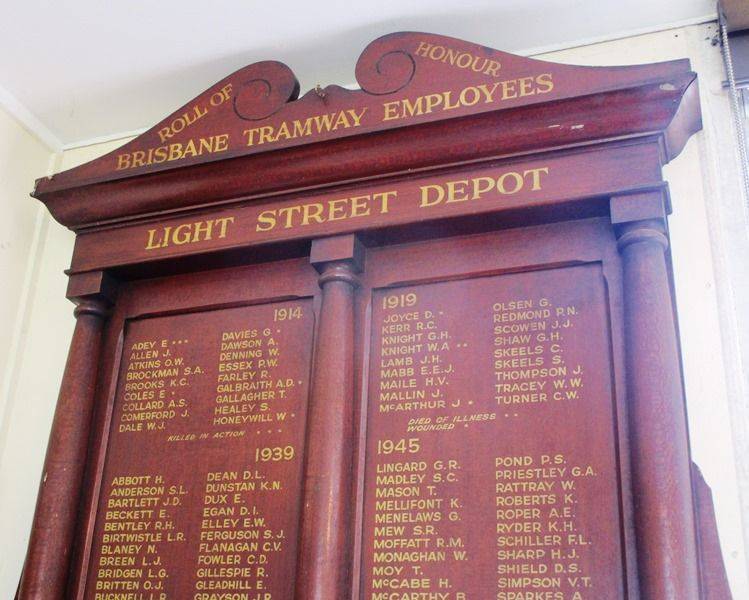 ROLL OF HONOUR
BRISBANE TRAMWAY EMPLOYEES
LIGHT STREET DEPOT
1914
ADEY E. ***
ALLEN J.
ATKINS O.W.
BROCKMAN S.A.
BROOKS K.C.
COLES E *
COLLARD A.S.
COMERFORD J.
DALE W.J.
DAVIES G *
DAWSON A.
DENNING W.
ESSEX P.W.
FARLEY R.
GALBRAITH A.D. *
GALLAGHER T.
HEALEY S.
HONEYWILL W *
KILLED IN ACTION * * *
1919
JOYCE D. *
KERR R.C.
KNIGHT G.H.
KNIGHT W.A **
LAMB J.H.
MABB E.E.J.
MAILE H.V.
MALLIN J.
McARTHUR J *
OLSEN G.
REDMOND P.N.
SCOWEN J.J.
SHAW G.H.
SKEELS C.
SKEELS S.
THOMPSON J.
TRACEY W.W.
TURNER C.W.
DIED OF ILLNESS * *
WOUNDED *
1939
ABBOTT H.
ANDERSON S.L.
BARTLETT J.D.
BECKETT E.
BENTLEY R.H.
BIRTWISTLE L.R.
BLANEY N.
BREEN L.J.
BRIDGEN L.G.
BRITTEN O.J.
BUCKNELL L.R.
DEAN D.L.
DUNSTAN K.N.
DUX E.
EGAN D.I.
ELLEY E.W.
FERGUSON S.J.
FLANAGAN C.V.
FOWLER C.D.
GILLESPIE R.
GLEADHILL E.
GRAYSON J.R.
1945
LINGARD G.R.
MADLEY S.C.
MASON T.
MELLIFONT K.
MENELAWS G.
MEW S.R.
MOFFATT R.M.
MONAGHAN W.
MOY T.
McCABE H.
McCARTHY B.
POND P.S.
PRIESTLEY G.A.
RATTRAY W.
ROBERTS K.
ROPER A.E.
RYDER K.H.
SCHILLER F.L.
SHARP H.J.
SHIELD D.S.
SIMPSON V.T.
SPARKES A.